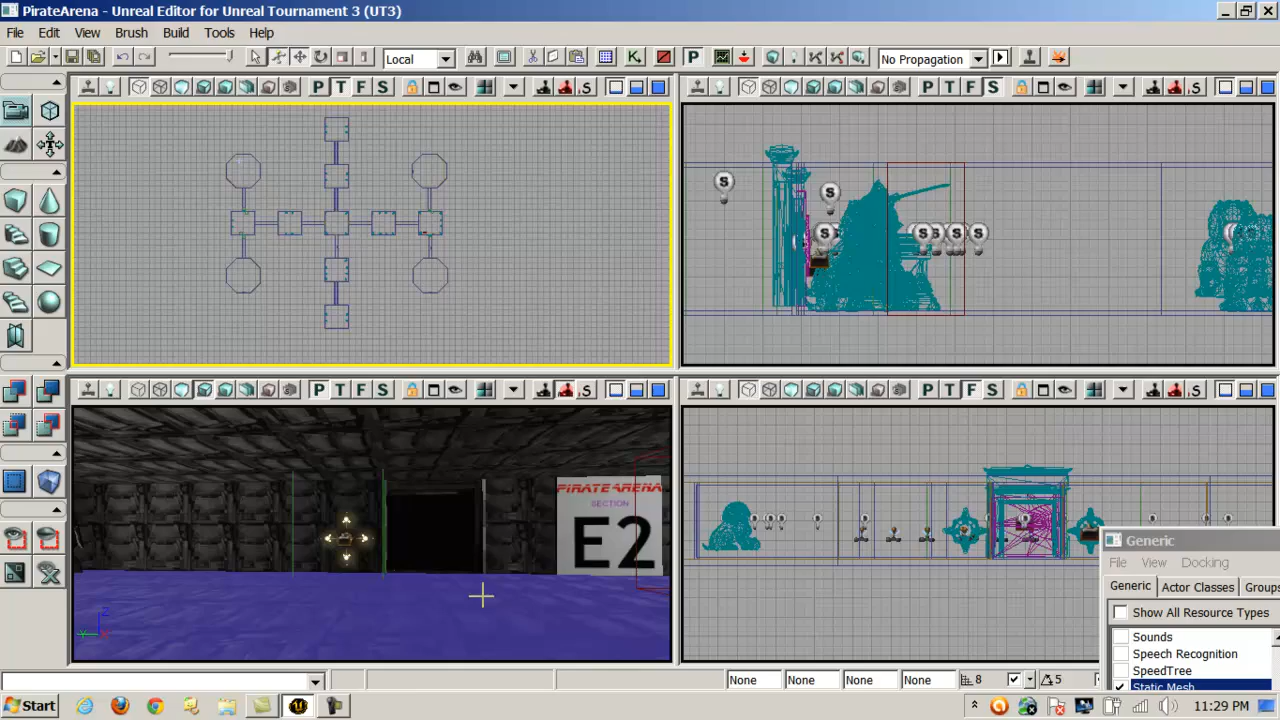 PirateArena - Unreal Editor for Unreal Tournament 3 (UT3)
File Edit View Brush Build Tools Help
Local No Propagation
P T F S
P T F S
S S S S S S S
P T F S
P T F S
PIRATE ARENA
SECTION
E2
Z
Y X
Generic
File View Docking
Generic Actor Classes Groups
Show All Resource Types
Sounds
Speech Recognition
SpeedTree
Static Mesh
None None None None 8 5
Start 11:29 PM